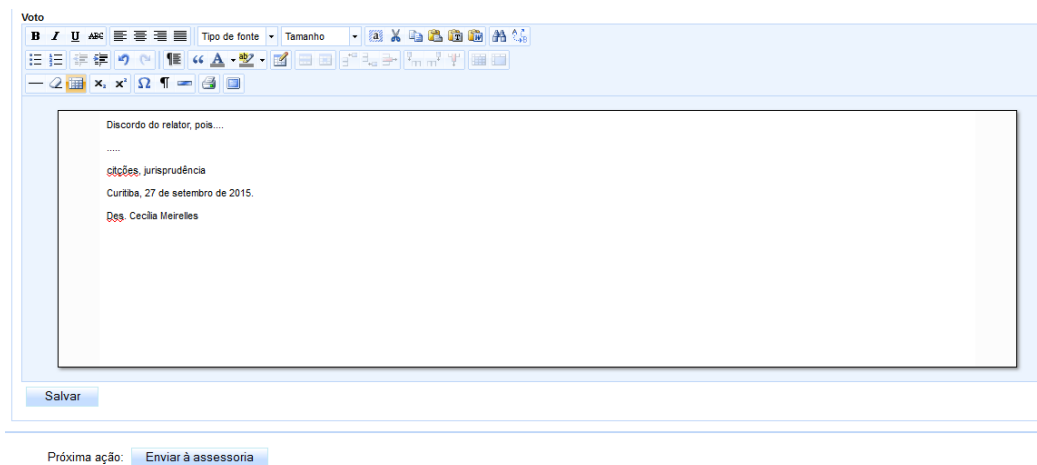 Voto
B I U ABC Tipo de fonte Tamanho
Discordo do relator, pois....
.....
citções, jurisprudência
Curitiba, 27 de setembro de 2015.
Des. Cecília Meirelles
Salvar
Próxima ação: Enviar à assessoria